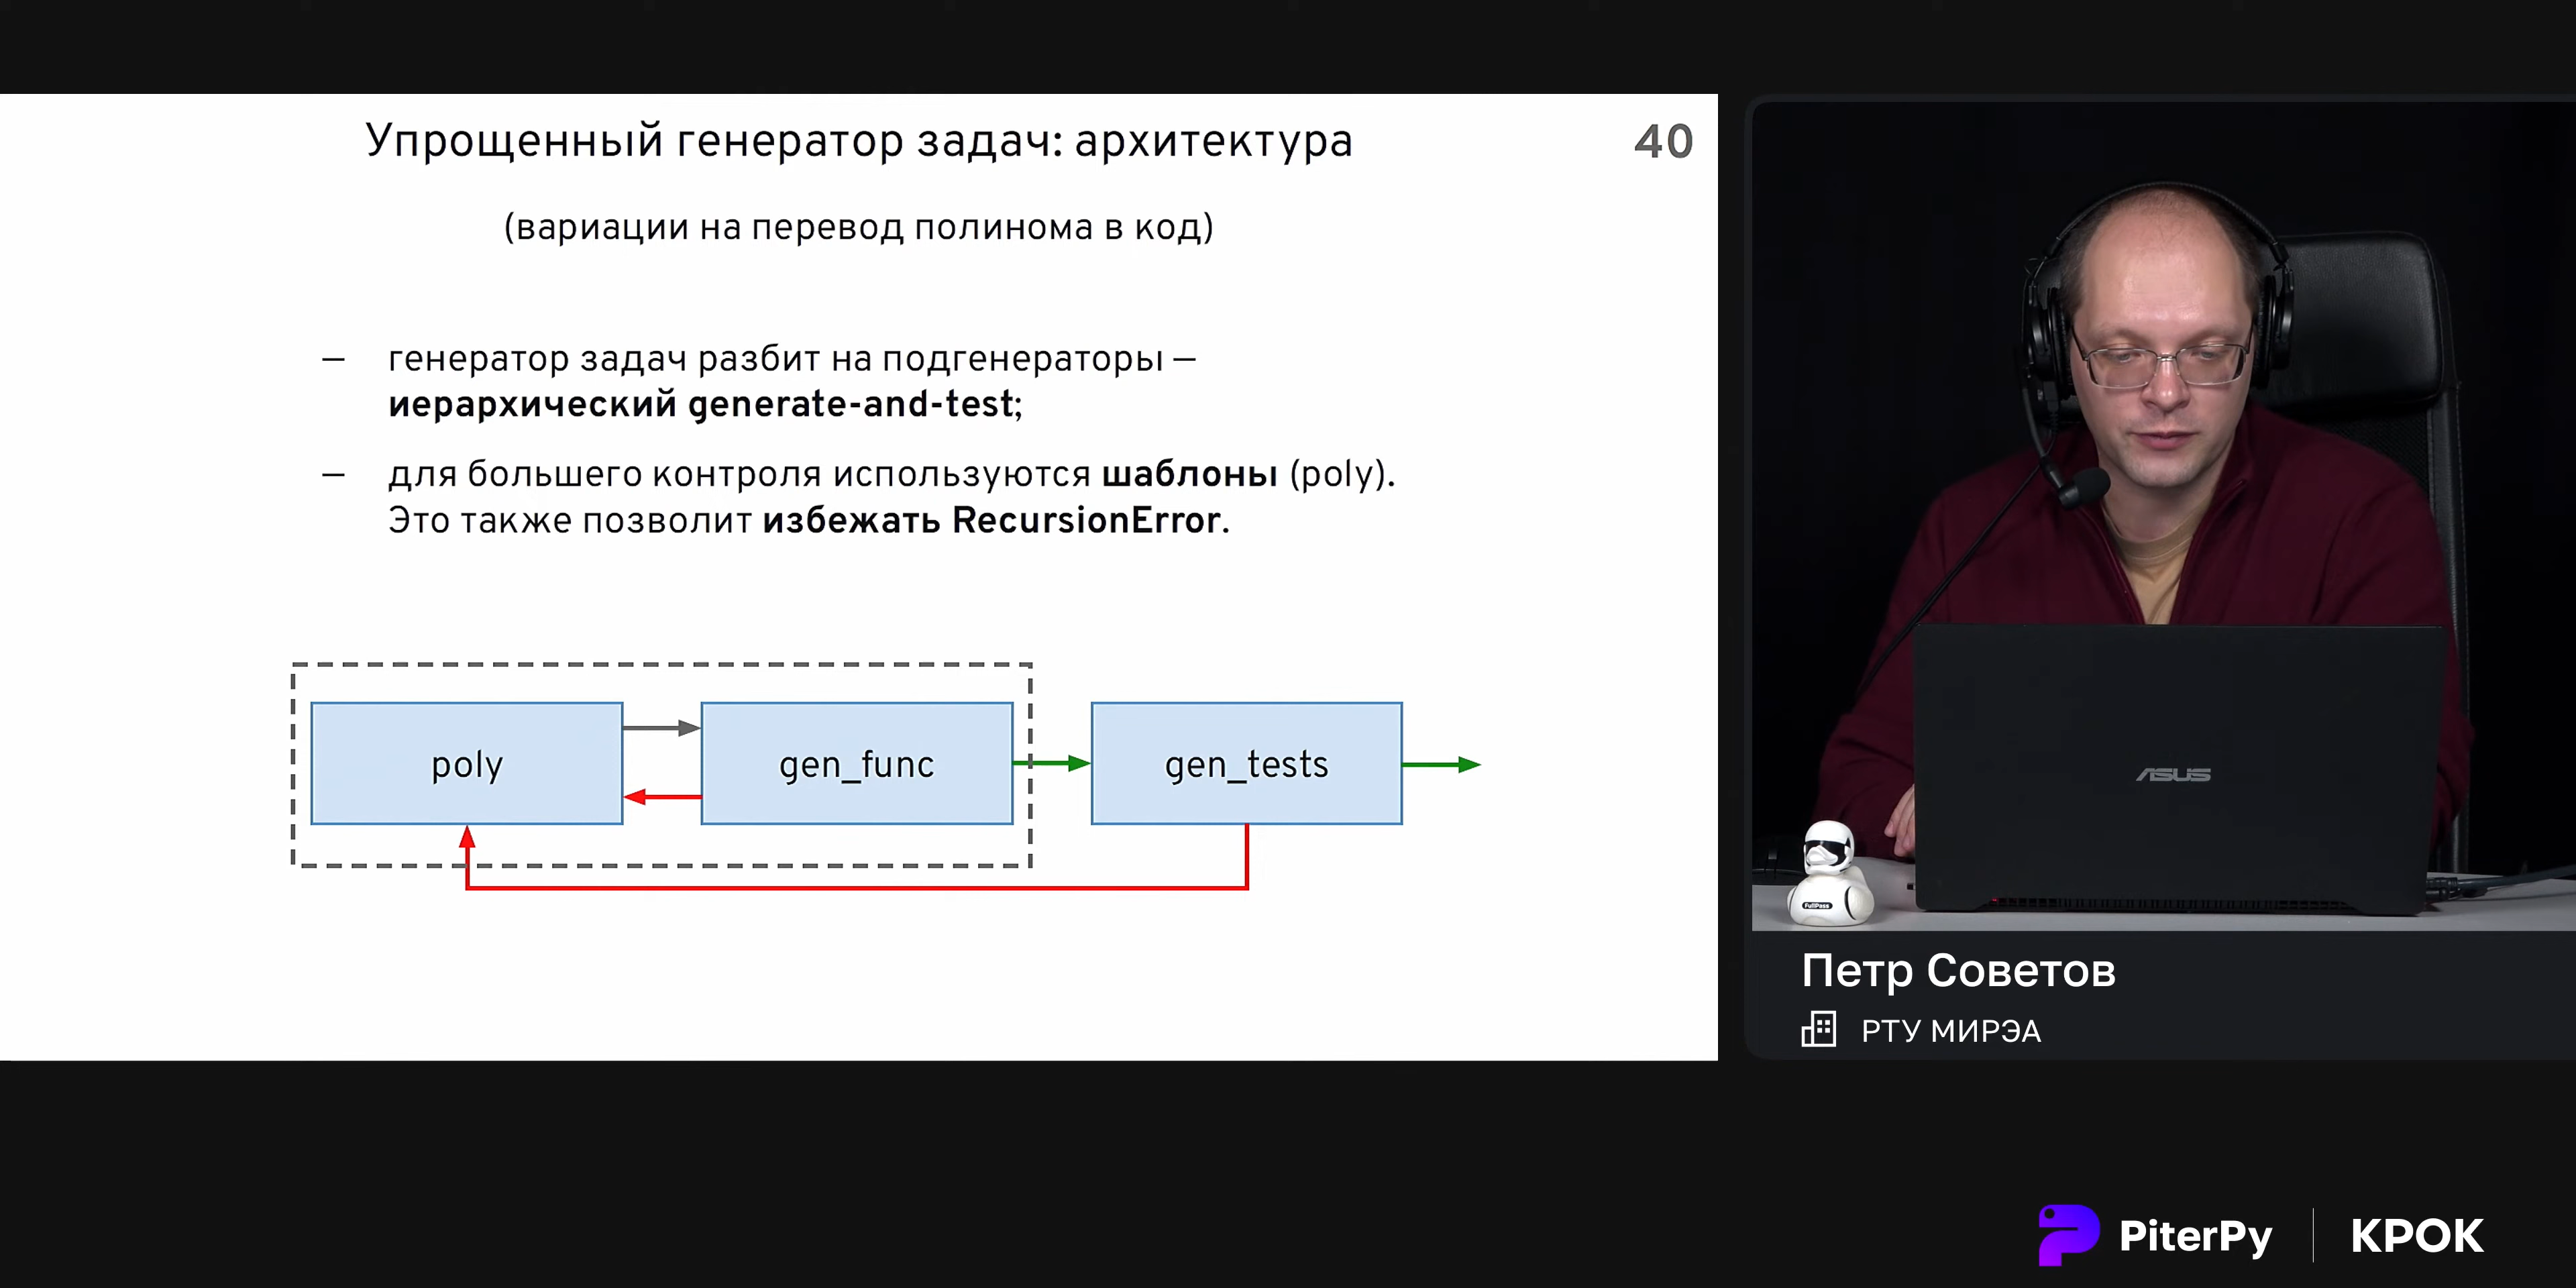 Упрощенный генератор задач: архитектура
40
(вариации на перевод полинома в код)
— генератор задач разбит на подгенераторы —
иерархический generate-and-test;
— для большего контроля используются шаблоны (poly).
Это также позволит избежать RecursionError.
poly
gen_func
gen_tests
ASUS
FullPass
Петр Советов
РТУ МИРЭА
PiterPy
КРОК